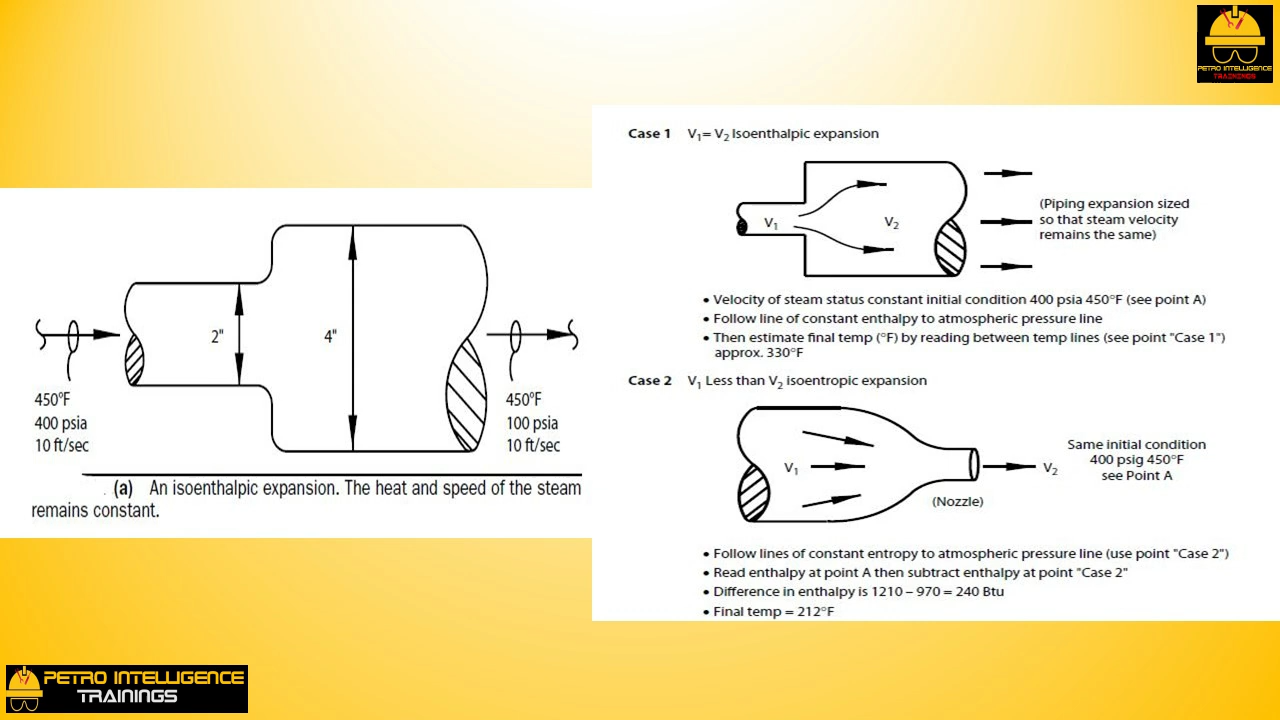 PETRO INTELLIGENCE
TRAININGS
2"
4"
450°F
400 psia
10 ft/sec
450°F
100 psia
10 ft/sec
(a) An isoenthalpic expansion. The heat and speed of the steam
remains constant.
Case 1 V₁= V₂ Isoenthalpic expansion
V₁
V₂
(Piping expansion sized
so that steam velocity
remains the same)
• Velocity of steam status constant initial condition 400 psia 450°F (see point A)
• Follow line of constant enthalpy to atmospheric pressure line
• Then estimate final temp (°F) by reading between temp lines (see point "Case 1")
approx. 330°F
Case 2 V₁ Less than V₂ isoentropic expansion
V₁
V₂
(Nozzle)
Same initial condition
400 psig 450°F
see Point A
• Follow lines of constant entropy to atmospheric pressure line (use point "Case 2")
• Read enthalpy at point A then subtract enthalpy at point "Case 2"
• Difference in enthalpy is 1210 – 970 = 240 Btu
• Final temp = 212°F
PETRO INTELLIGENCE
TRAININGS